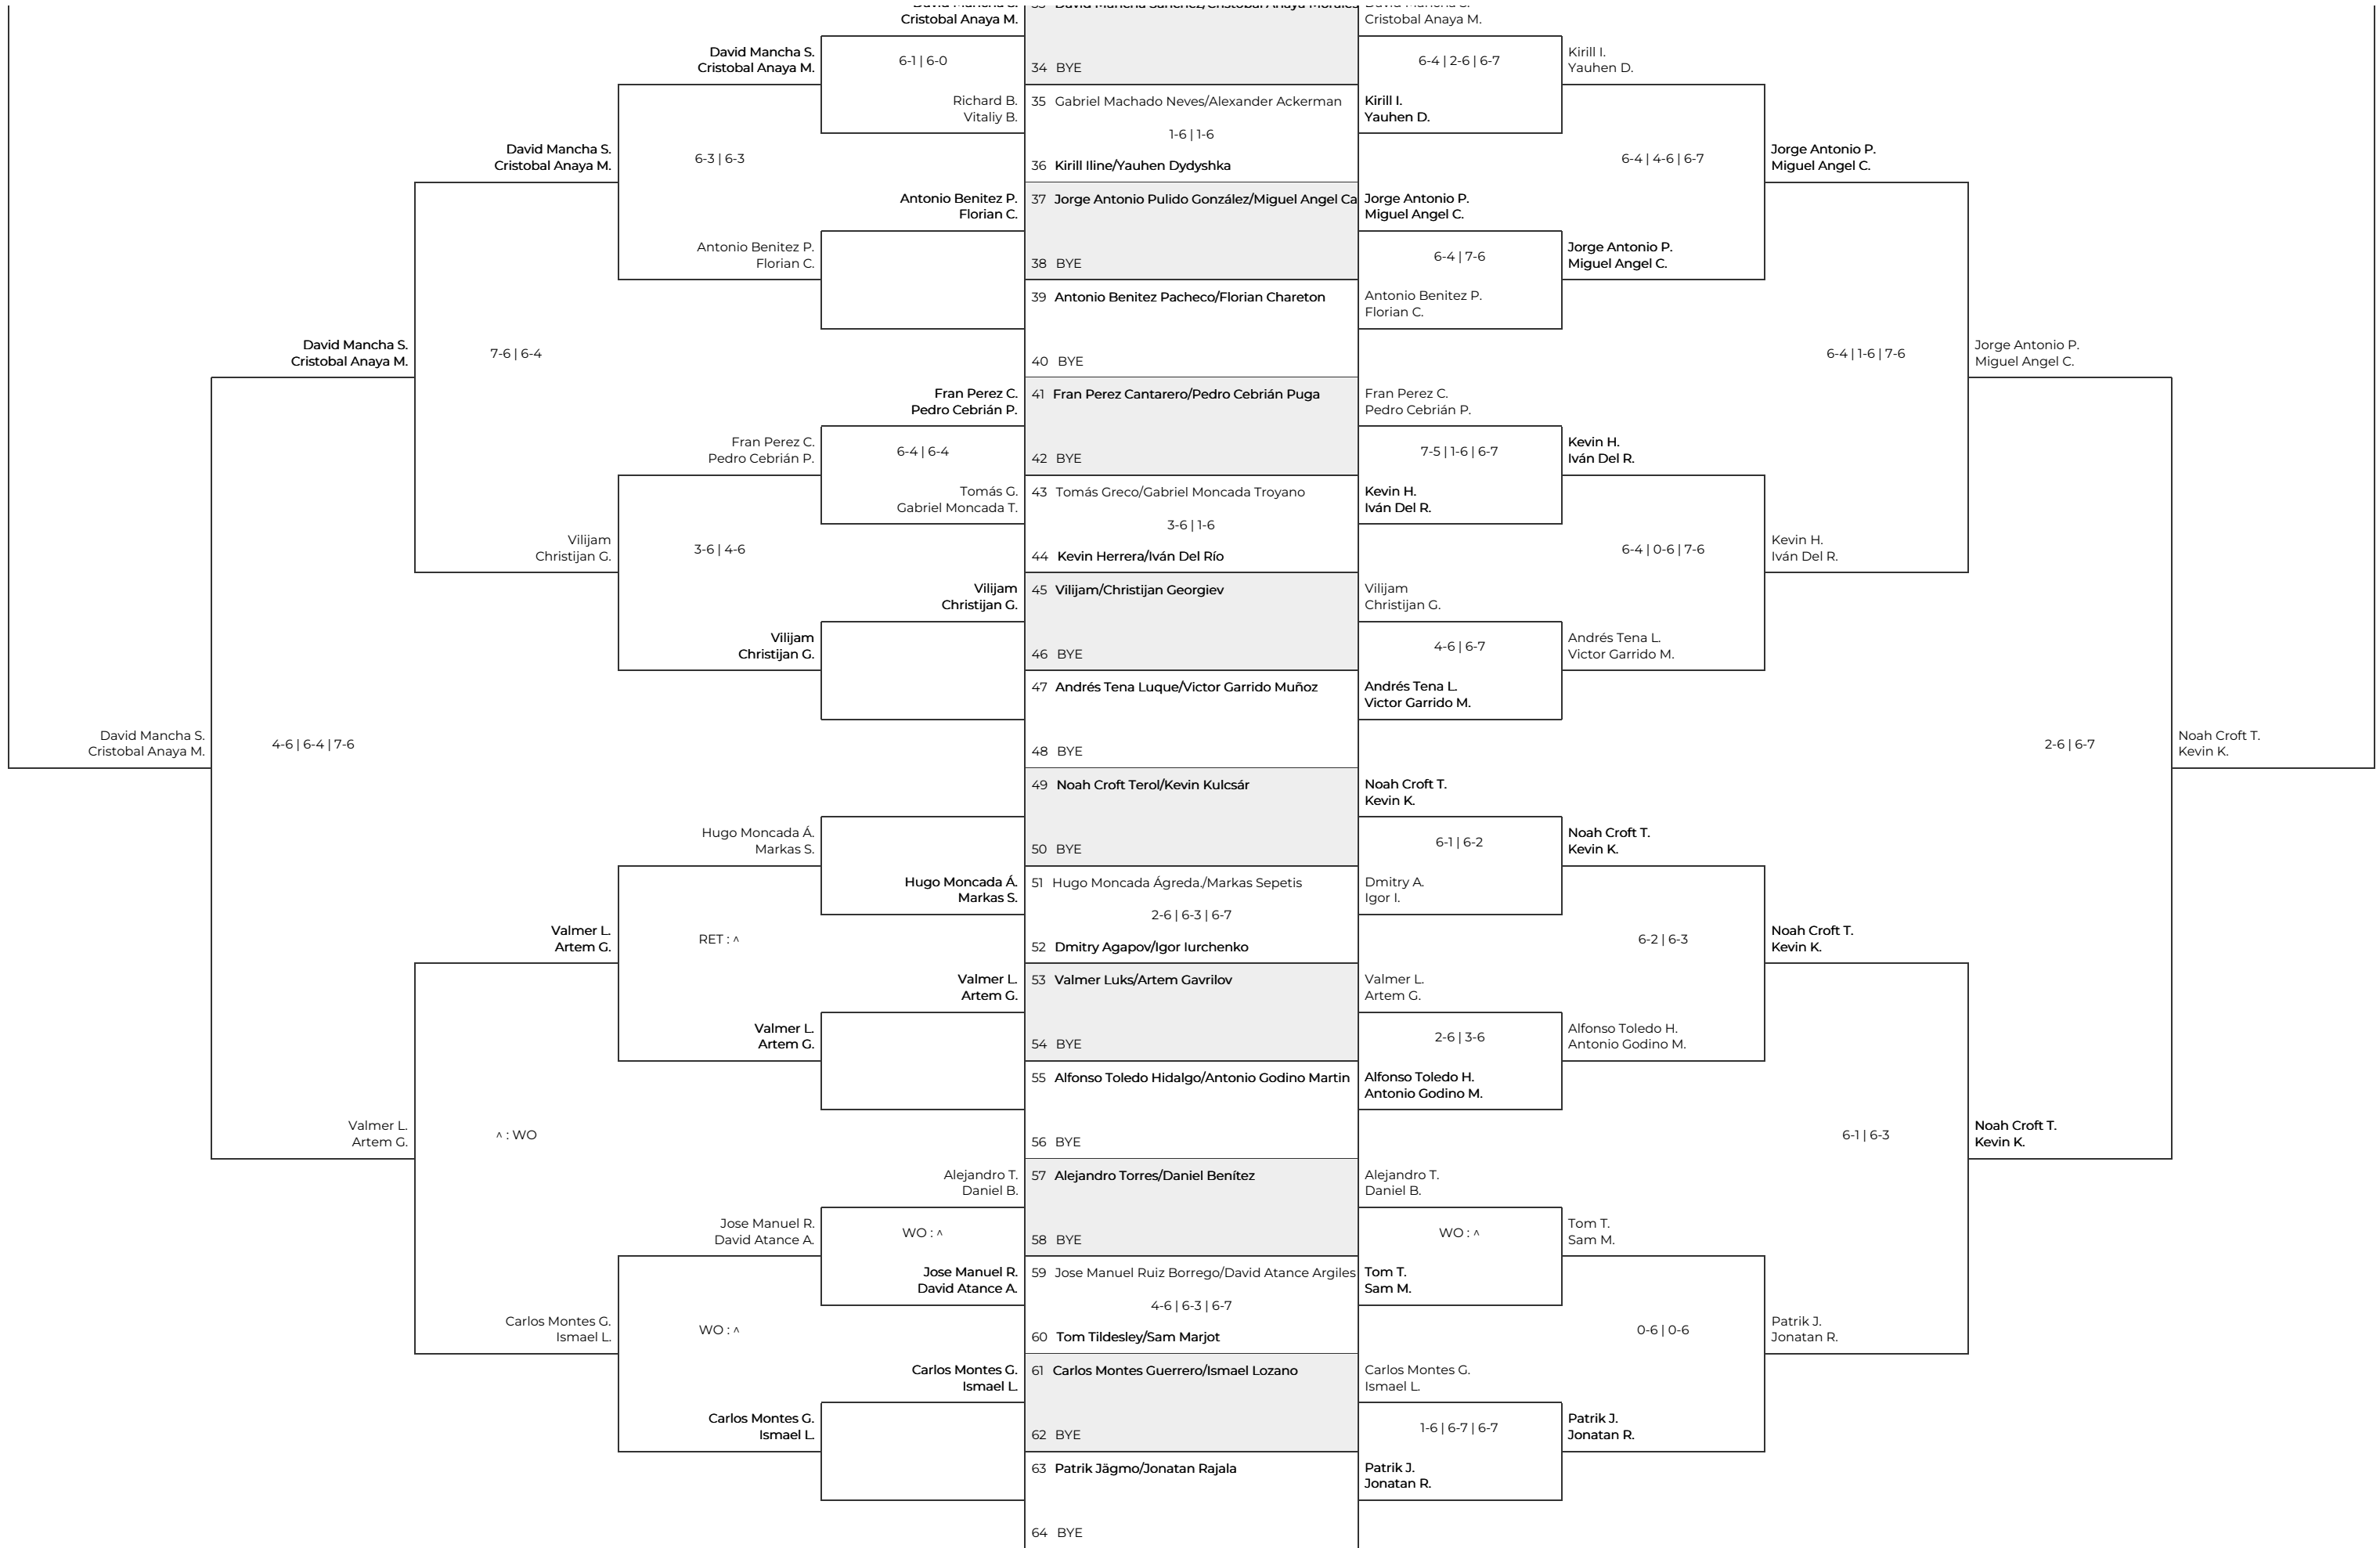 Cristobal Anaya M.
David Mancha S.
Cristobal Anaya M.
6-1 | 6-0
Richard B.
Vitaliy B.
David Mancha S.
Cristobal Anaya M.
6-3 | 6-3
Antonio Benitez P.
Florian C.
Antonio Benitez P.
Florian C.
David Mancha S.
Cristobal Anaya M.
7-6 | 6-4
Fran Perez C.
Pedro Cebrián P.
Fran Perez C.
Pedro Cebrián P.
6-4 | 6-4
Tomás G.
Gabriel Moncada T.
Vilijam
Christijan G.
3-6 | 4-6
Vilijam
Christijan G.
Vilijam
Christijan G.
David Mancha S.
Cristobal Anaya M.
4-6 | 6-4 | 7-6
Hugo Moncada Á.
Markas S.
Hugo Moncada Á.
Markas S.
Valmer L.
Artem G.
RET : ^
Valmer L.
Artem G.
Valmer L.
Artem G.
Valmer L.
Artem G.
^ : WO
Alejandro T.
Daniel B.
Jose Manuel R.
David Atance A.
WO : ^
Jose Manuel R.
David Atance A.
Carlos Montes G.
Ismael L.
WO : ^
Carlos Montes G.
Ismael L.
Carlos Montes G.
Ismael L.
33 David Mancha Sánchez/Cristobal Anaya Morales
34 BYE
35 Gabriel Machado Neves/Alexander Ackerman
1-6 | 1-6
36 Kirill Iline/Yauhen Dydyshka
37 Jorge Antonio Pulido González/Miguel Angel Ca
38 BYE
39 Antonio Benitez Pacheco/Florian Chareton
40 BYE
41 Fran Perez Cantarero/Pedro Cebrián Puga
42 BYE
43 Tomás Greco/Gabriel Moncada Troyano
3-6 | 1-6
44 Kevin Herrera/Iván Del Río
45 Vilijam/Christijan Georgiev
46 BYE
47 Andrés Tena Luque/Victor Garrido Muñoz
48 BYE
49 Noah Croft Terol/Kevin Kulcsár
50 BYE
51 Hugo Moncada Ágreda./Markas Sepetis
2-6 | 6-3 | 6-7
52 Dmitry Agapov/Igor Iurchenko
53 Valmer Luks/Artem Gavrilov
54 BYE
55 Alfonso Toledo Hidalgo/Antonio Godino Martin
56 BYE
57 Alejandro Torres/Daniel Benítez
58 BYE
59 Jose Manuel Ruiz Borrego/David Atance Argiles
4-6 | 6-3 | 6-7
60 Tom Tildesley/Sam Marjot
61 Carlos Montes Guerrero/Ismael Lozano
62 BYE
63 Patrik Jägmo/Jonatan Rajala
64 BYE
Cristobal Anaya M.
6-4 | 2-6 | 6-7
Kirill I.
Yauhen D.
Kirill I.
Yauhen D.
6-4 | 4-6 | 6-7
Jorge Antonio P.
Miguel Angel C.
Jorge Antonio P.
Miguel Angel C.
6-4 | 7-6
Jorge Antonio P.
Miguel Angel C.
Antonio Benitez P.
Florian C.
6-4 | 1-6 | 7-6
Jorge Antonio P.
Miguel Angel C.
Fran Perez C.
Pedro Cebrián P.
7-5 | 1-6 | 6-7
Kevin H.
Iván Del R.
Kevin H.
Iván Del R.
6-4 | 0-6 | 7-6
Kevin H.
Iván Del R.
Vilijam
Christijan G.
4-6 | 6-7
Andrés Tena L.
Victor Garrido M.
Andrés Tena L.
Victor Garrido M.
2-6 | 6-7
Noah Croft T.
Kevin K.
Noah Croft T.
Kevin K.
6-1 | 6-2
Noah Croft T.
Kevin K.
Dmitry A.
Igor I.
6-2 | 6-3
Noah Croft T.
Kevin K.
Valmer L.
Artem G.
2-6 | 3-6
Alfonso Toledo H.
Antonio Godino M.
Alfonso Toledo H.
Antonio Godino M.
6-1 | 6-3
Noah Croft T.
Kevin K.
Alejandro T.
Daniel B.
WO : ^
Tom T.
Sam M.
Tom T.
Sam M.
0-6 | 0-6
Patrik J.
Jonatan R.
Carlos Montes G.
Ismael L.
1-6 | 6-7 | 6-7
Patrik J.
Jonatan R.
Patrik J.
Jonatan R.